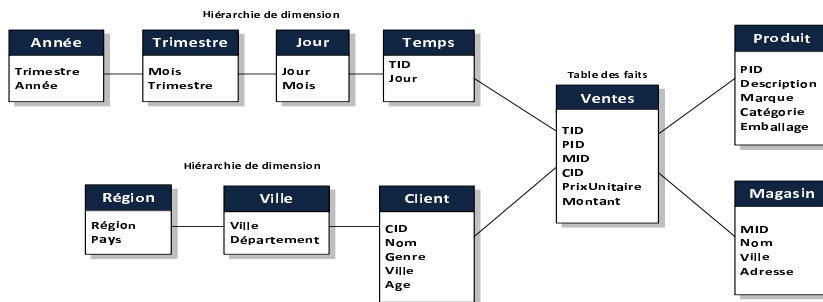 Hiérarchie de dimension
Année
Trimestre
Année
Trimestre
Mois
Trimestre
Jour
Jour
Mois
Temps
TID
Jour
Table des faits
Ventes
TID
PID
MID
CID
PrixUnitaire
Montant
Produit
PID
Description
Marque
Catégorie
Emballage
Hiérarchie de dimension
Région
Région
Pays
Ville
Ville
Département
Client
CID
Nom
Genre
Ville
Age
Magasin
MID
Nom
Ville
Adresse